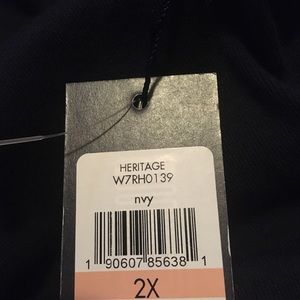 HERITAGE
W7RH0139
nvy
1 90607 85638 1
2X